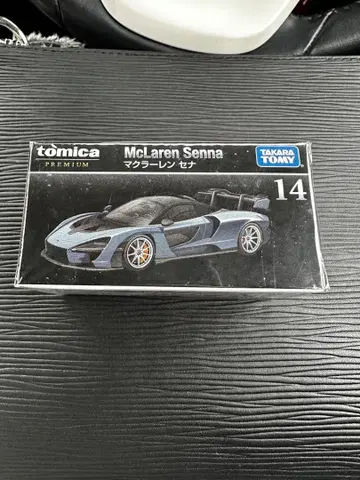 tomica
PREMIUM
McLaren Senna
マクラーレン セナ
TAKARA
TOMY
14